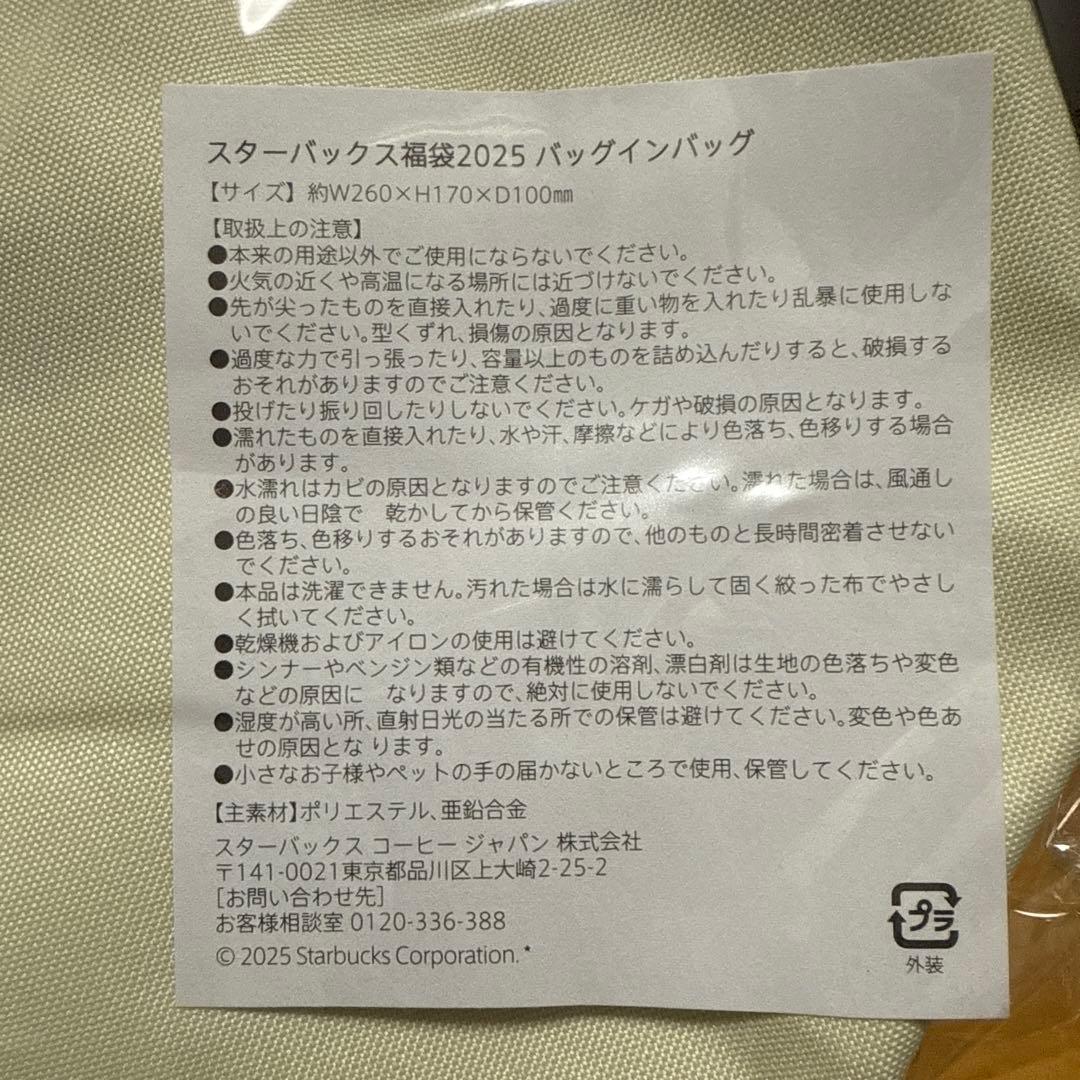 スターバックス福袋2025 バッグインバッグ
【サイズ】 約W260×H170×D100㎜
【取扱上の注意】
●本来の用途以外でご使用にならないでください。
●火気の近くや高温になる場所には近づけないでください。
●先が尖ったものを直接入れたり、過度に重い物を入れたり乱暴に使用しな
いでください。型くずれ、損傷の原因となります。
●過度な力で引っ張ったり、容量以上のものを詰め込んだりすると、破損する
おそれがありますのでご注意ください。
●投げたり振り回したりしないでください。ケガや破損の原因となります。
●濡れたものを直接入れたり、水や汗、摩擦などにより色落ち、色移りする場合
があります。
●水濡れはカビの原因となりますのでご注意ください。濡れた場合は、風通し
の良い日陰で　乾かしてから保管ください。
●色落ち、色移りするおそれがありますので、他のものと長時間密着させない
でください。
●本品は洗濯できません。汚れた場合は水に濡らして固く絞った布でやさし
く拭いてください。
●乾燥機およびアイロンの使用は避けてください。
●シンナーやベンジン類などの有機性の溶剤、漂白剤は生地の色落ちや変色
などの原因に　なりますので、絶対に使用しないでください。
●湿度が高い所、直射日光の当たる所での保管は避けてください。変色や色あ
せの原因とな ります。
●小さなお子様やペットの手の届かないところで使用、保管してください。
【主素材】ポリエステル、亜鉛合金
スターバックス コーヒー ジャパン 株式会社
〒141-0021東京都品川区上大崎2-25-2
[お問い合わせ先]
お客様相談室 0120-336-388
© 2025 Starbucks Corporation.*
プラ
外装